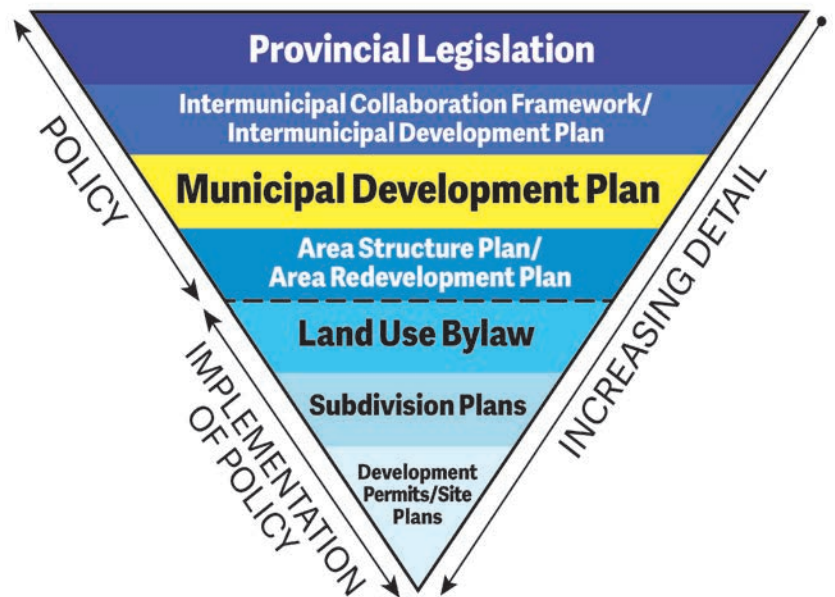 Provincial Legislation
Intermunicipal Collaboration Framework/
Intermunicipal Development Plan
Municipal Development Plan
Area Structure Plan/
Area Redevelopment Plan
Land Use Bylaw
Subdivision Plans
Development
Permits/Site
Plans
POLICY
IMPLEMENTATION
OF POLICY
INCREASING DETAIL